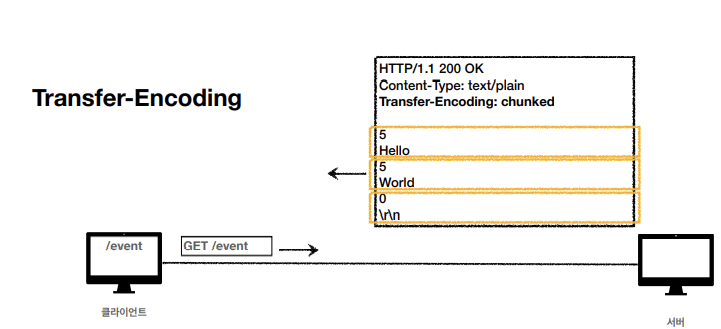 HTTP/1.1 200 OK
Content-Type: text/plain
Transfer-Encoding: chunked
Transfer-Encoding
5
Hello
5
World
0
\r\n
/event
GET /event
클라이언트
서버